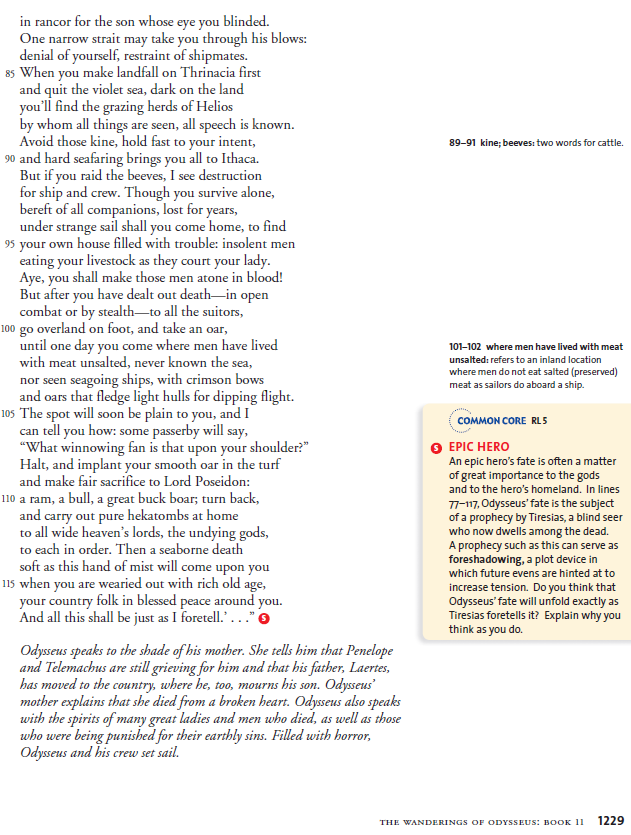 in rancor for the son whose eye you blinded.
One narrow strait may take you through his blows:
denial of yourself, restraint of shipmates.
85 When you make landfall on Thrinacia first
and quit the violet sea, dark on the land
you’ll find the grazing herds of Helios
by whom all things are seen, all speech is known.
Avoid those kine, hold fast to your intent,
90 and hard seafaring brings you all to Ithaca.
But if you raid the beeves, I see destruction
for ship and crew. Though you survive alone,
bereft of all companions, lost for years,
under strange sail shall you come home, to find
95 your own house filled with trouble: insolent men
eating your livestock as they court your lady.
Aye, you shall make those men atone in blood!
But after you have dealt out death—in open
combat or by stealth—to all the suitors,
100 go overland on foot, and take an oar,
until one day you come where men have lived
with meat unsalted, never known the sea,
nor seen seagoing ships, with crimson bows
and oars that fledge light hulls for dipping flight.
105 The spot will soon be plain to you, and I
can tell you how: some passerby will say,
“What winnowing fan is that upon your shoulder?”
Halt, and implant your smooth oar in the turf
and make fair sacrifice to Lord Poseidon:
110 a ram, a bull, a great buck boar; turn back,
and carry out pure hekatombs at home
to all wide heaven’s lords, the undying gods,
to each in order. Then a seaborne death
soft as this hand of mist will come upon you
115 when you are wearied out with rich old age,
your country folk in blessed peace around you.
And all this shall be just as I foretell.’ . . .” S
Odysseus speaks to the shade of his mother. She tells him that Penelope
and Telemachus are still grieving for him and that his father, Laertes,
has moved to the country, where he, too, mourns his son. Odysseus’
mother explains that she died from a broken heart. Odysseus also speaks
with the spirits of many great ladies and men who died, as well as those
who were being punished for their earthly sins. Filled with horror,
Odysseus and his crew set sail.
89–91 kine; beeves: two words for cattle.
101–102 where men have lived with meat
unsalted: refers to an inland location
where men do not eat salted (preserved)
meat as sailors do aboard a ship.
COMMON CORE RL 5
S EPIC HERO
An epic hero’s fate is often a matter
of great importance to the gods
and to the hero’s homeland. In lines
77–117, Odysseus’ fate is the subject
of a prophecy by Tiresias, a blind seer
who now dwells among the dead.
A prophecy such as this can serve as
foreshadowing, a plot device in
which future evens are hinted at to
increase tension. Do you think that
Odysseus’ fate will unfold exactly as
Tiresias foretells it? Explain why you
think as you do.
THE WANDERINGS OF ODYSSEUS: BOOK 11 1229